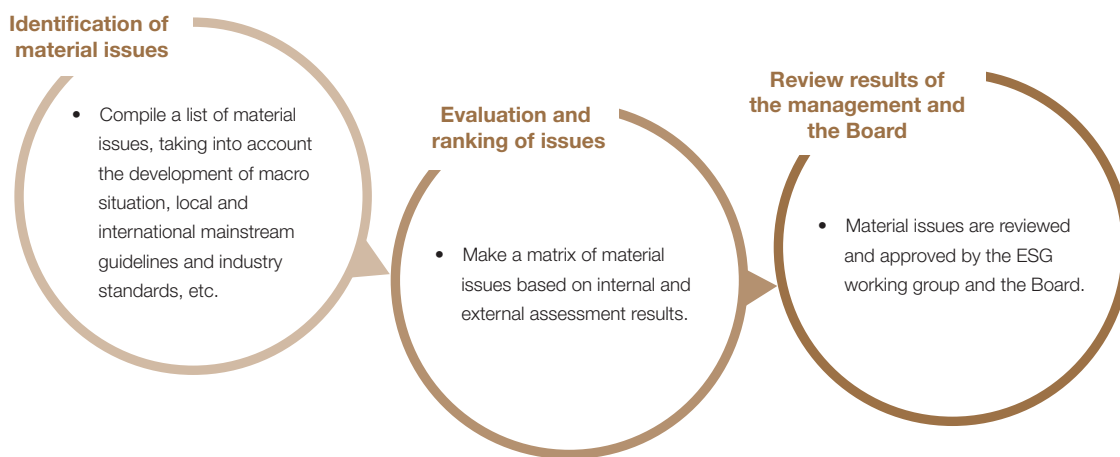 Identification of
material issues
• Compile a list of material
issues, taking into account
the development of macro
situation, local and
international mainstream
guidelines and industry
standards, etc.
Evaluation and
ranking of issues
• Make a matrix of material
issues based on internal and
external assessment results.
Review results of
the management and
the Board
• Material issues are reviewed
and approved by the ESG
working group and the Board.